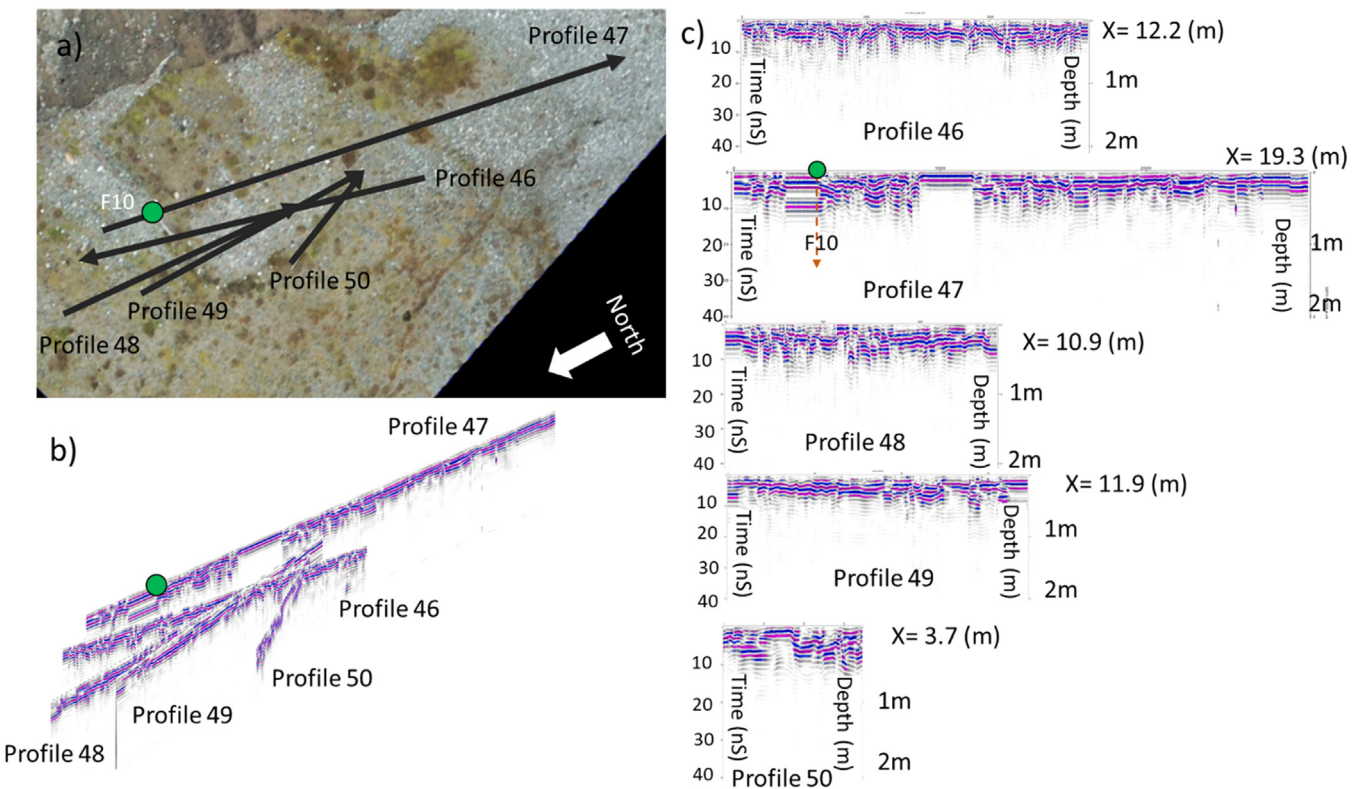 a)
Profile 47
F10
Profile 46
Profile 50
Profile 49
Profile 48
North
b)
Profile 47
Profile 46
Profile 50
Profile 49
Profile 48
c)
X= 12.2 (m)
10
20
30
40
Time (nS)
Depth (m)
1m
2m
Profile 46
X= 19.3 (m)
10
20
30
40
Time (nS)
F10
Depth (m)
1m
2m
Profile 47
X= 10.9 (m)
10
20
30
40
Time (nS)
Depth (m)
1m
2m
Profile 48
X= 11.9 (m)
10
20
30
40
Time (nS)
Depth (m)
1m
2m
Profile 49
X= 3.7 (m)
10
20
30
40
Time (nS)
Depth (m)
1m
2m
Profile 50